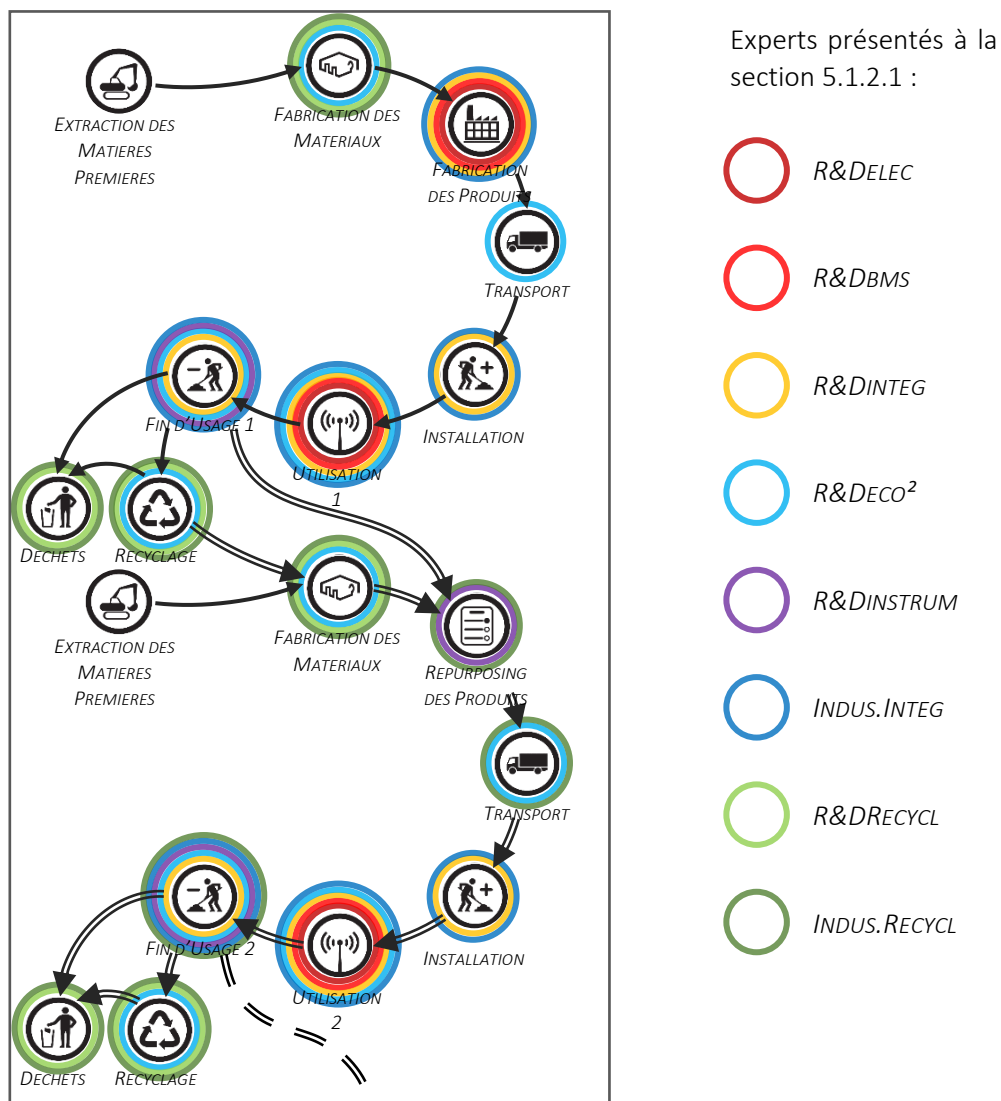 EXTRACTION DES
MATIERES
PREMIERES
FABRICATION DES
MATERIAUX
FABRICATION
DES PRODUITS
TRANSPORT
INSTALLATION
UTILISATION
1
FIN D'USAGE 1
DECHETS
RECYCLAGE
EXTRACTION DES
MATIERES
PREMIERES
FABRICATION DES
MATERIAUX
REPURPOSING
DES PRODUITS
TRANSPORT
INSTALLATION
UTILISATION
2
FIN D'USAGE 2
DECHETS
RECYCLAGE
Experts présentés à la
section 5.1.2.1 :
R&DELEC
R&DBMS
R&DINTEG
R&DECO²
R&DINSTRUM
INDUS.INTEG
R&DRECYCL
INDUS.RECYCL